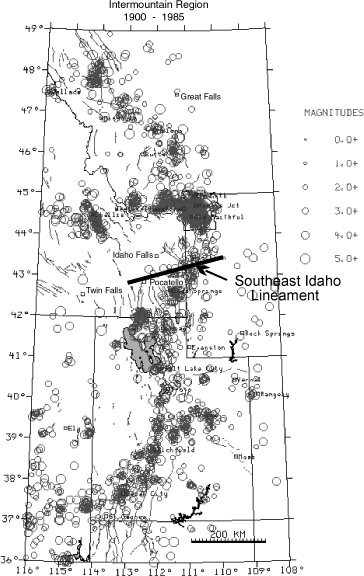 Intermountain Region
1900 - 1985
49°
48°
47°
46°
45°
44°
43°
42°
41°
40°
39°
38°
37°
36°
Great Falls
Idaho Falls
Pocatello
Twin Falls
Southeast Idaho
Lineament
Rock Springs
Evanston
Salt Lake City
Vernal
Rangely
Moab
MAGNITUDES
0.0+
1.0+
2.0+
3.0+
4.0+
5.0+
200 KM
116°
115°
114°
113°
112°
111°
110°
109°
108°